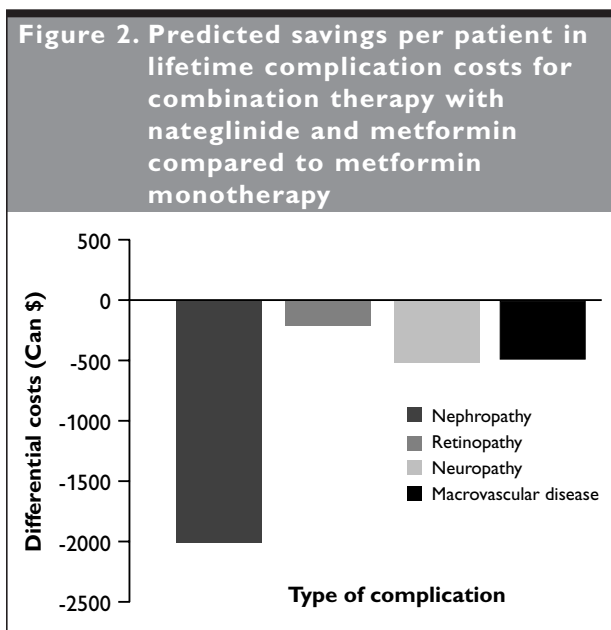 Figure 2. Predicted savings per patient in
lifetime complication costs for
combination therapy with
nateglinide and metformin
compared to metformin
monotherapy
500
0
-500
-1000
-1500
-2000
-2500
Differential costs (Can $)
Nephropathy
Retinopathy
Neuropathy
Macrovascular disease
Type of complication